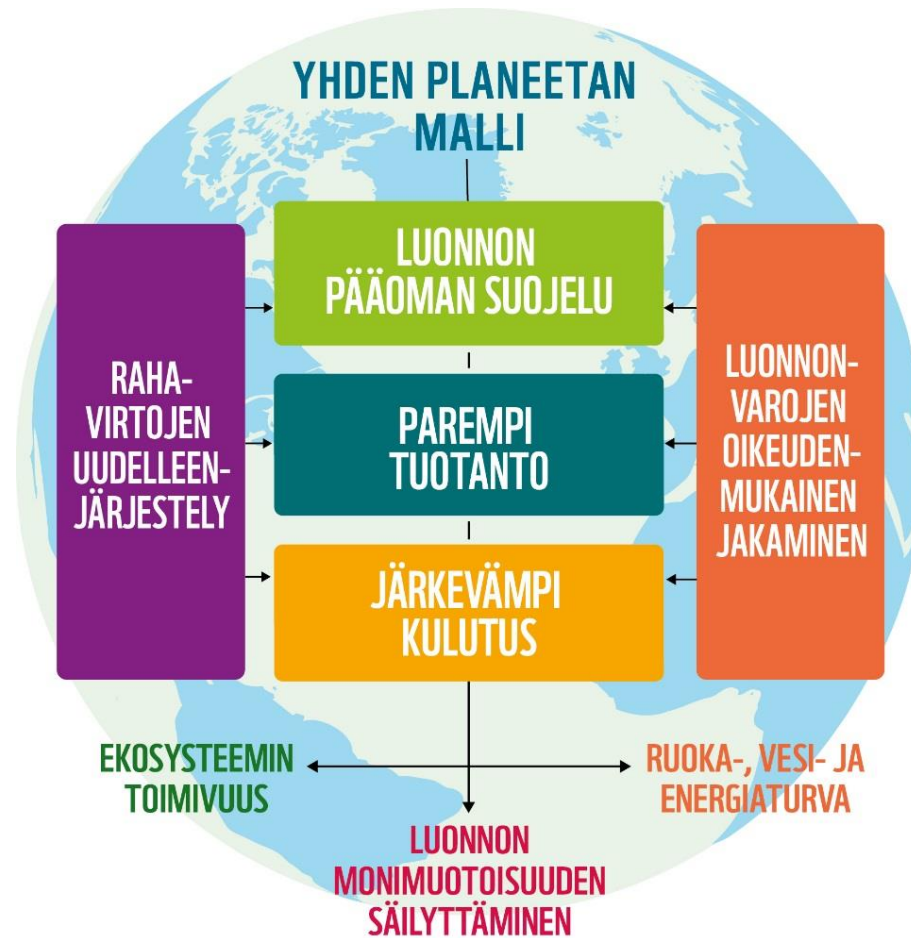 YHDEN PLANEETAN
MALLI
LUONNON
PÄÄOMAN SUOJELU
RAHA-
VIRTOJEN
UUDELLEEN-
JÄRJESTELY
PAREMPI
TUOTANTO
LUONNON-
VAROJEN
OIKEUDEN-
MUKAINEN
JAKAMINEN
JÄRKEVÄMPI
KULUTUS
EKOSYSTEEMIN
TOIMIVUUS
RUOKA-, VESI- JA
ENERGIATURVA
LUONNON
MONIMUOTOISUUDEN
SÄILYTTÄMINEN